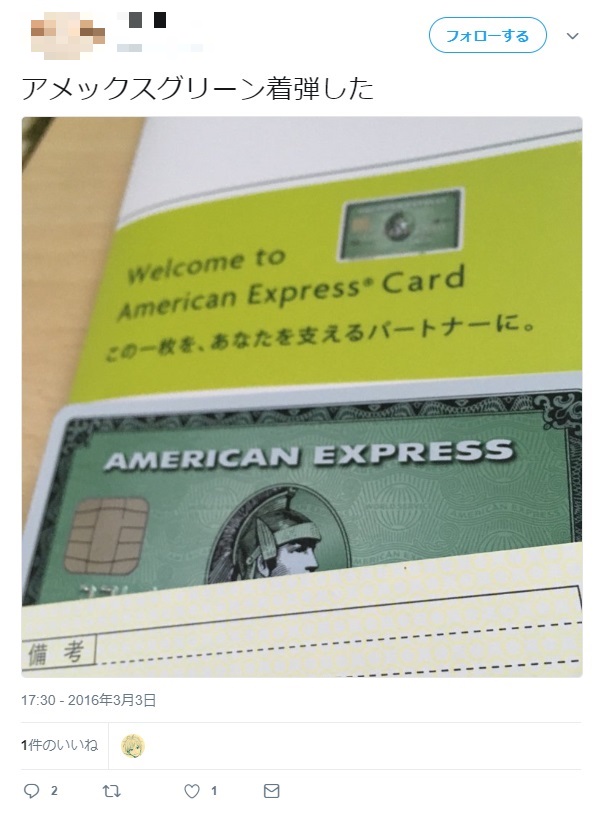 フォローする
アメックスグリーン着弾した
Welcome to
American Express® Card
この一枚を、あなたを支えるパートナーに。
AMERICAN EXPRESS
備 考
17:30 - 2016年3月3日
1件のいいね
2
1